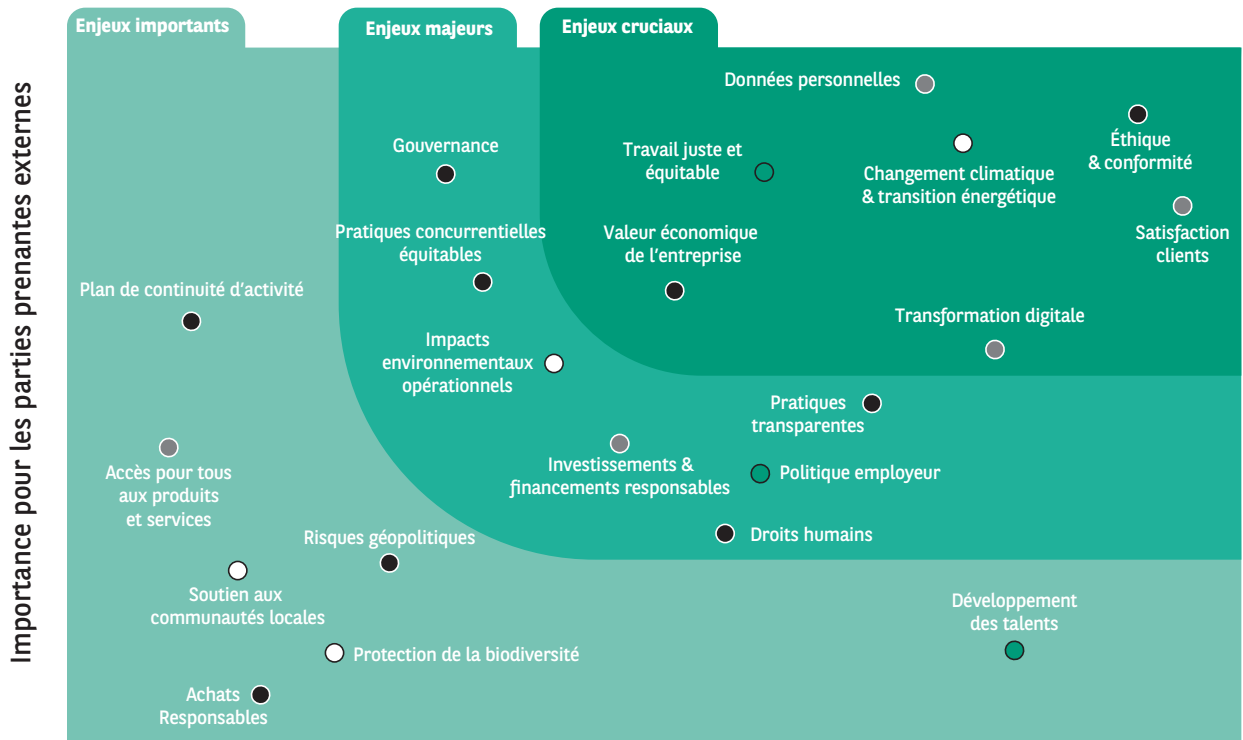 Enjeux importants
Enjeux majeurs
Enjeux cruciaux
Importance pour les parties prenantes externes
Données personnelles
Éthique
& conformité
Gouvernance
Travail juste et
équitable
Changement climatique
& transition énergétique
Satisfaction
clients
Pratiques concurrentielles
équitables
Valeur économique
de l'entreprise
Plan de continuité d'activité
Transformation digitale
Impacts
environnementaux
opérationnels
Pratiques
transparentes
Accès pour tous
aux produits
et services
Investissements &
financements responsables
Politique employeur
Risques géopolitiques
Droits humains
Soutien aux
communautés locales
Développement
des talents
Protection de la biodiversité
Achats
Responsables